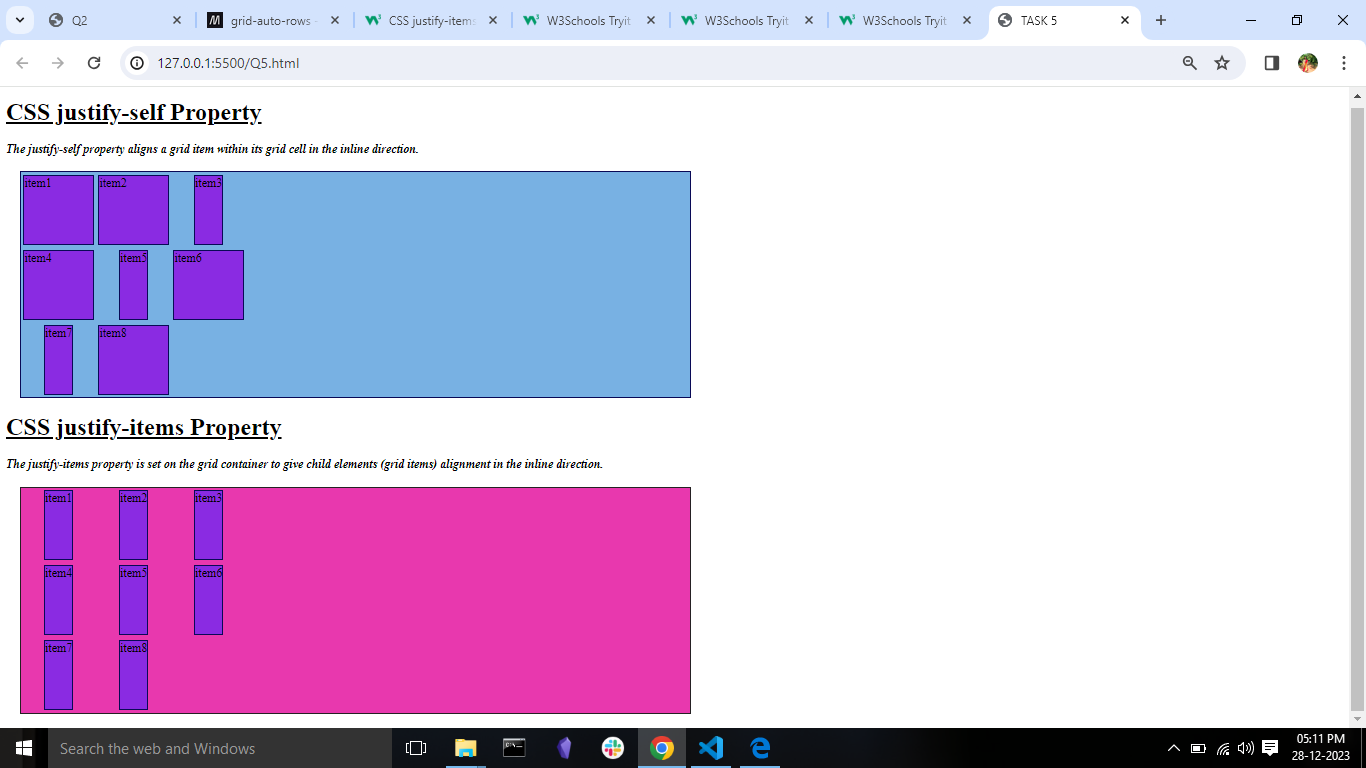 Q2
grid-auto-rows
CSS justify-items
W3Schools Tryit
W3Schools Tryit
W3Schools Tryit
TASK 5
127.0.0.1:5500/Q5.html
CSS justify-self Property
The justify-self property aligns a grid item within its grid cell in the inline direction.
item1 item2 item3
item4 item5 item6
item7 item8
CSS justify-items Property
The justify-items property is set on the grid container to give child elements (grid items) alignment in the inline direction.
item1 item2 item3
item4 item5 item6
item7 item8
Search the web and Windows
05:11 PM
28-12-2023